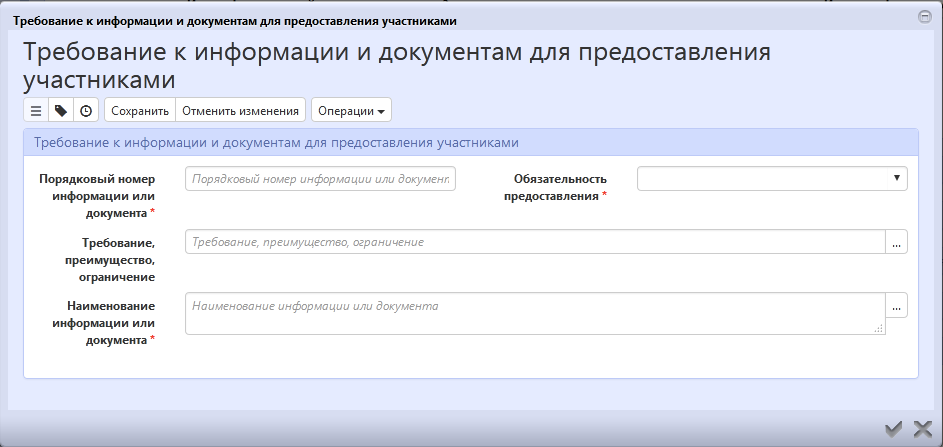 Требование к информации и документам для предоставления участниками
Требование к информации и документам для предоставления
участниками
Сохранить Отменить изменения Операции
Требование к информации и документам для предоставления участниками
Порядковый номер
информации или
документа *
Порядковый номер информации или документа
Обязательность
предоставления *
Требование,
преимущество,
ограничение
Требование, преимущество, ограничение
...
Наименование
информации или
документа *
Наименование информации или документа
...